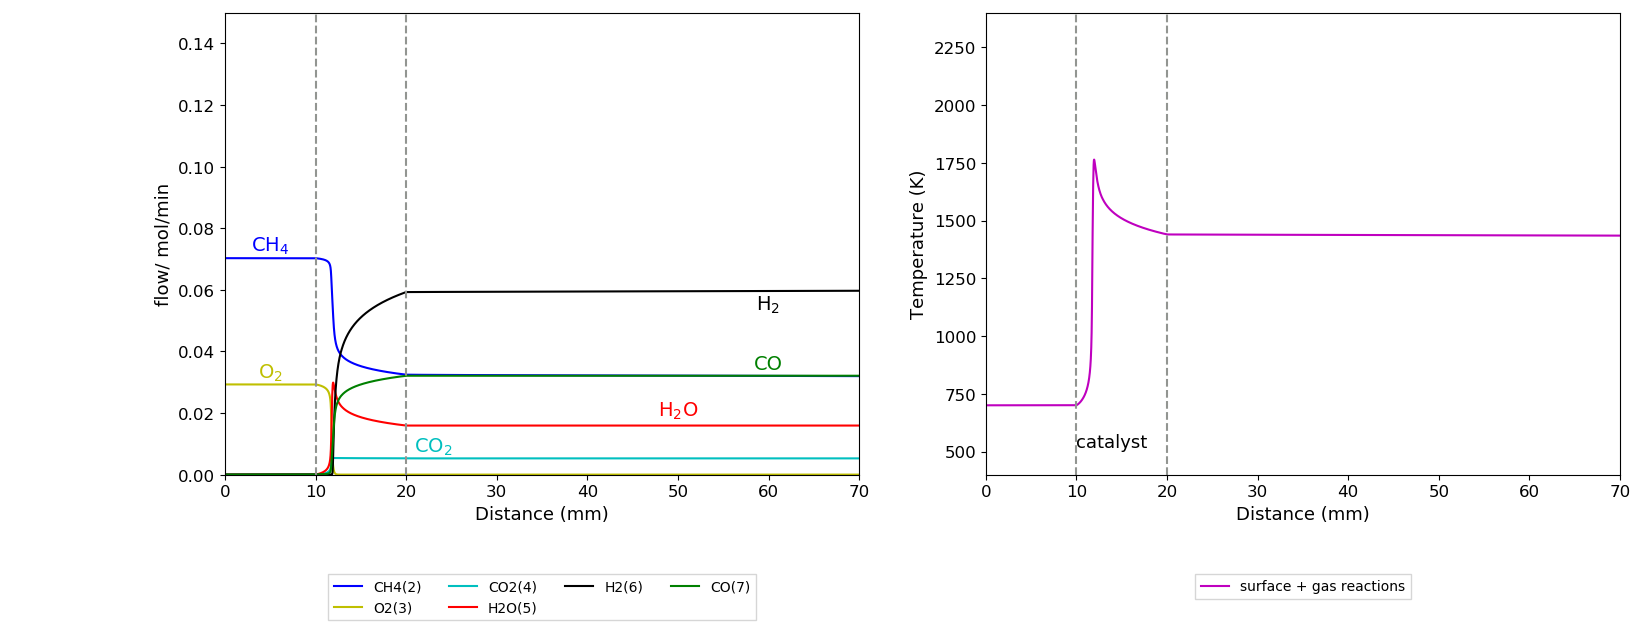 0.14
0.12
0.10
0.08
0.06
0.04
0.02
0.00
flow/ mol/min
CH4
O2
H2
CO
H2O
CO2
0 10 20 30 40 50 60 70
Distance (mm)
CH4(2) CO2(4) H2(6) CO(7)
O2(3) H2O(5)
2250
2000
1750
1500
1250
1000
750
500
Temperature (K)
catalyst
0 10 20 30 40 50 60 70
Distance (mm)
surface + gas reactions